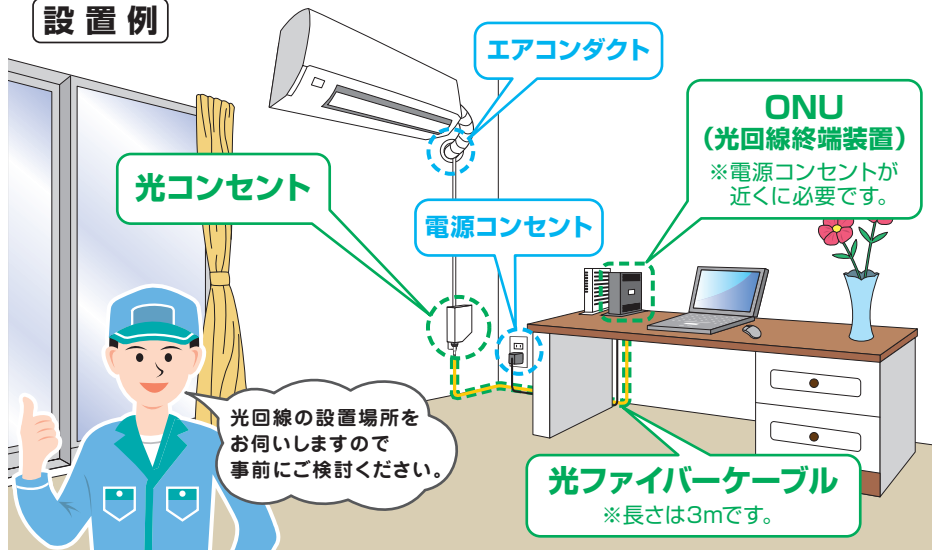 設置例
エアコンダクト
ONU
（光回線終端装置）
※電源コンセントが
近くに必要です。
光コンセント
電源コンセント
光回線の設置場所を
お伺いしますので
事前にご検討ください。
光ファイバーケーブル
※長さは3mです。